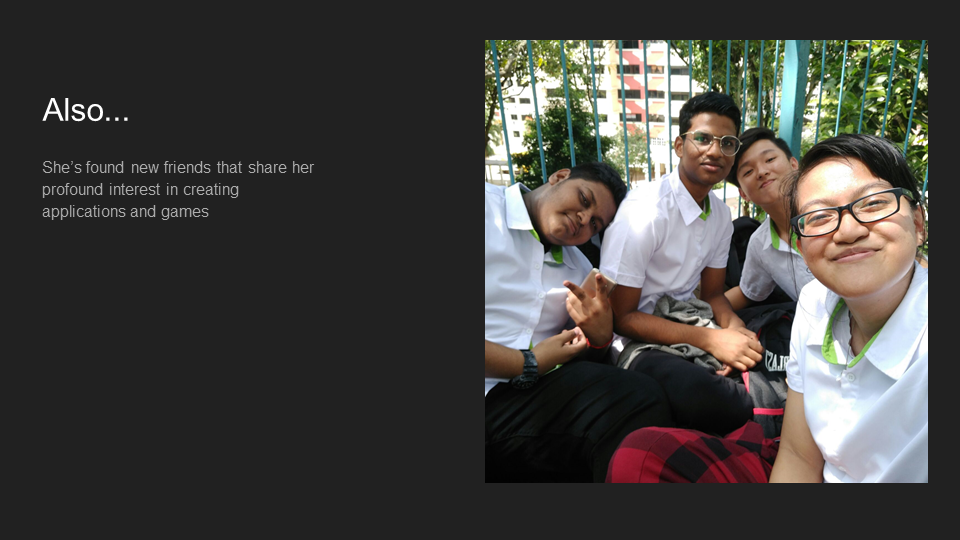 Also...
She's found new friends that share her
profound interest in creating
applications and games